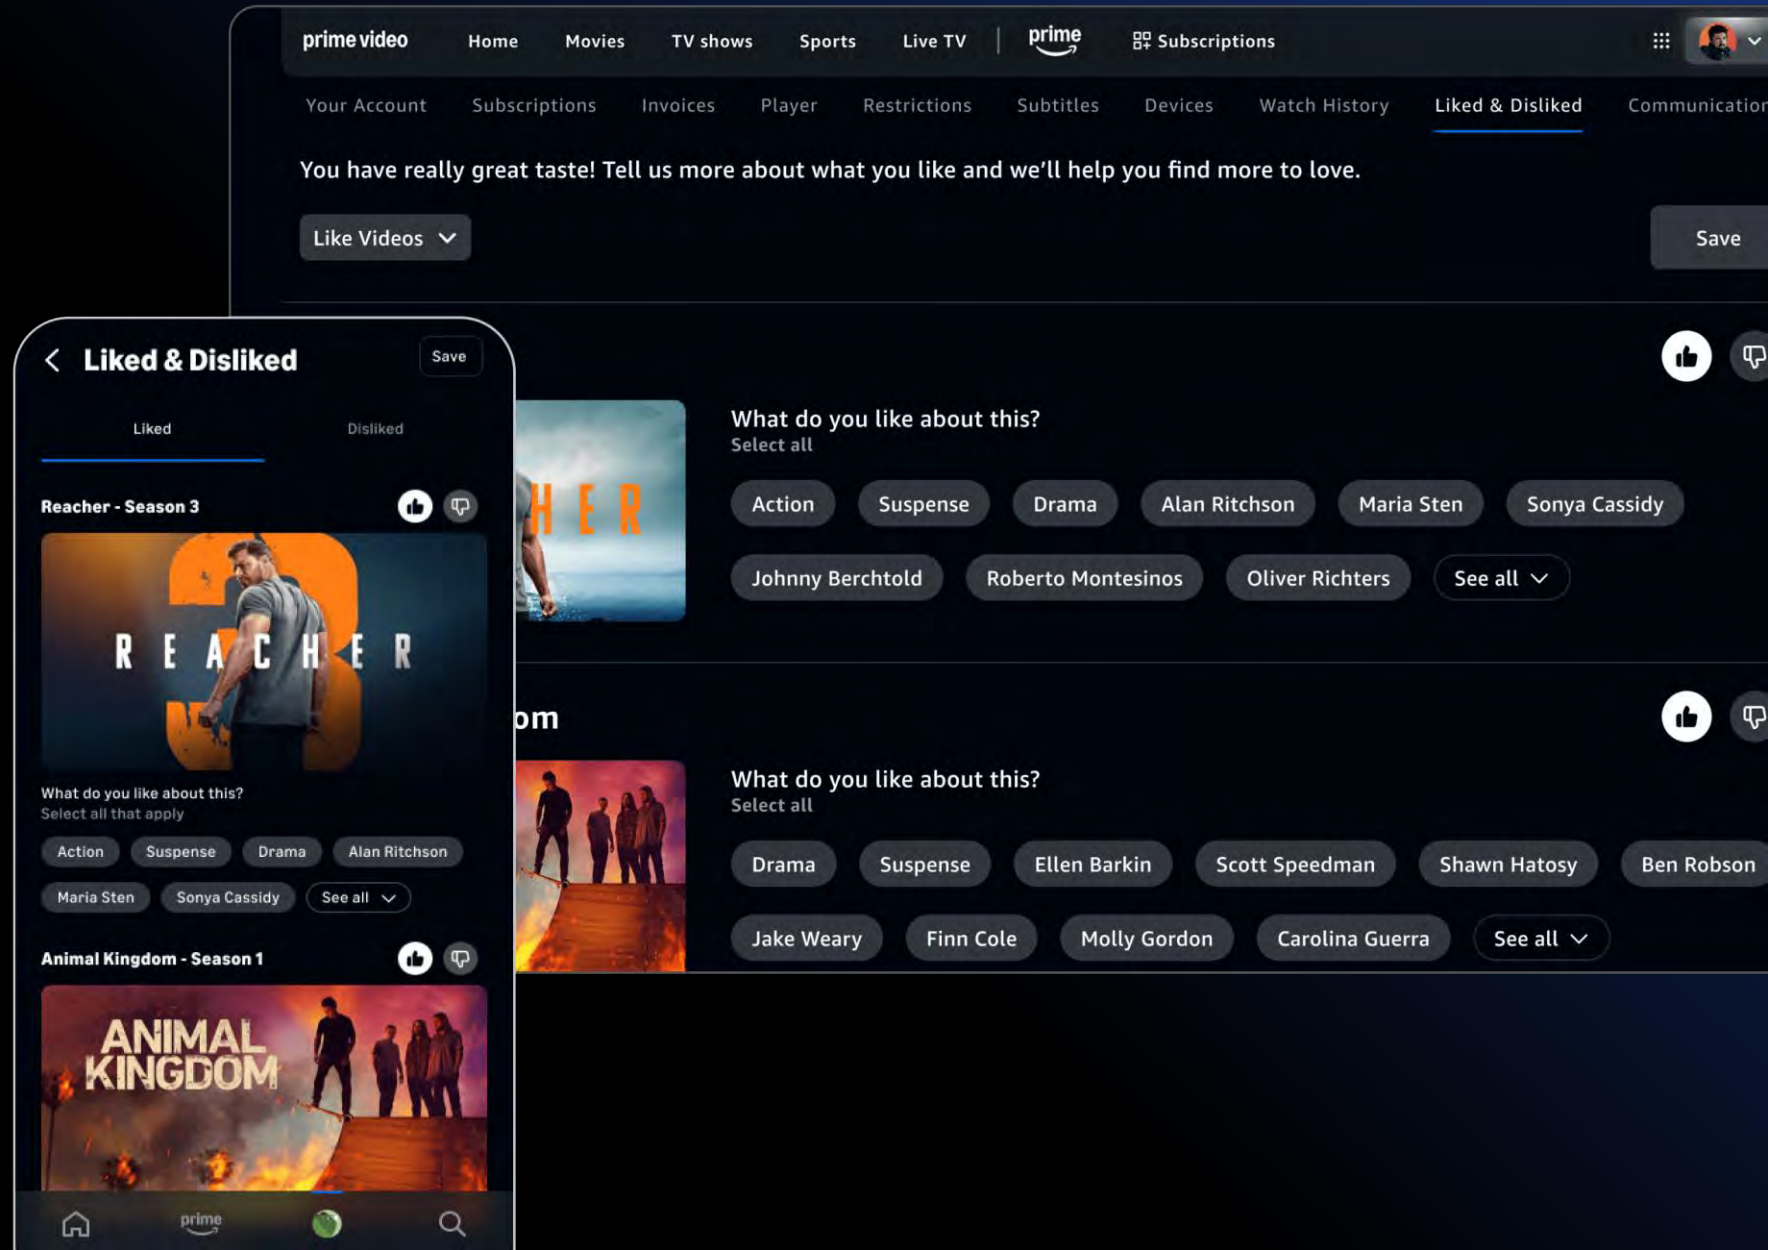 prime video Home Movies TV shows Sports Live TV prime Subscriptions
Your Account Subscriptions Invoices Player Restrictions Subtitles Devices Watch History Liked & Disliked Communication
You have really great taste! Tell us more about what you like and we’ll help you find more to love.
Like Videos
Save
HER
What do you like about this?
Select all
Action Suspense Drama Alan Ritchson Maria Sten Sonya Cassidy
Johnny Berchtold Roberto Montesinos Oliver Richters See all
om
What do you like about this?
Select all
Drama Suspense Ellen Barkin Scott Speedman Shawn Hatosy Ben Robson
Jake Weary Finn Cole Molly Gordon Carolina Guerra See all
Liked & Disliked Save
Liked Disliked
Reacher - Season 3
3
REACHER
What do you like about this?
Select all that apply
Action Suspense Drama Alan Ritchson
Maria Sten Sonya Cassidy See all
Animal Kingdom - Season 1
ANIMAL
KINGDOM
prime